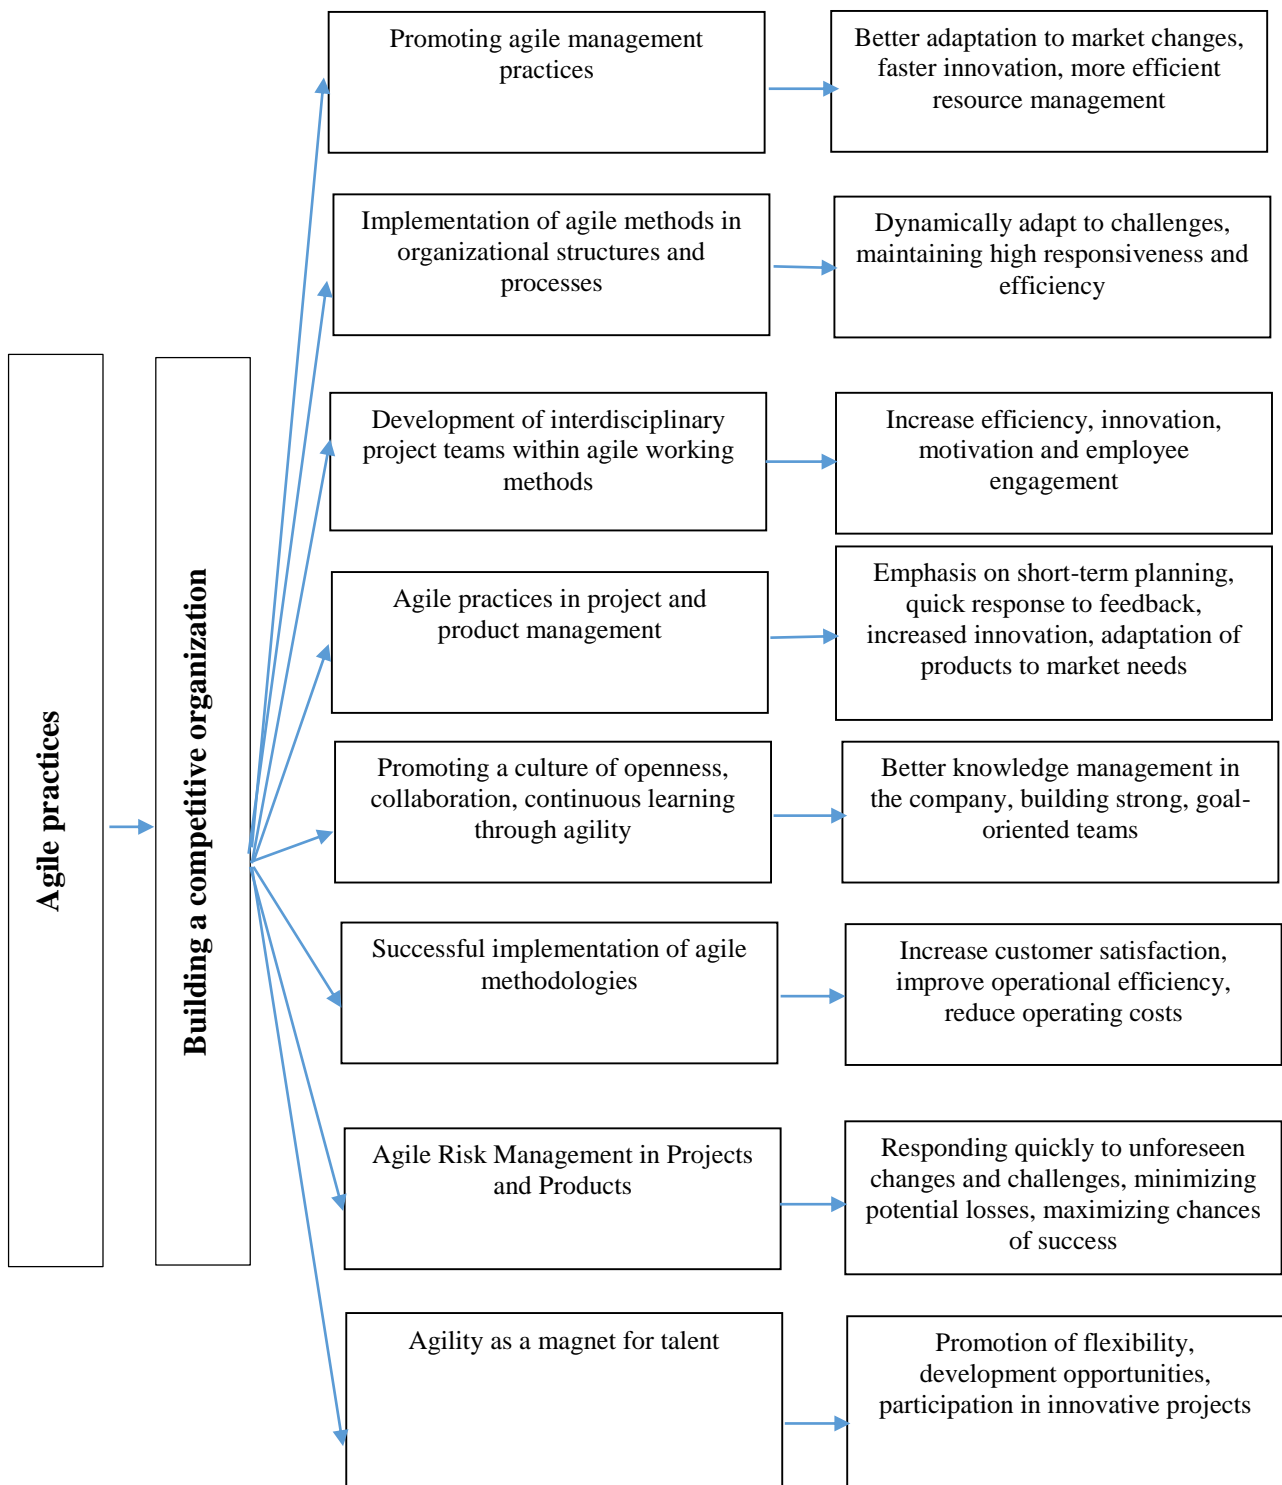 Promoting agile management
practices
Better adaptation to market changes,
faster innovation, more efficient
resource management
Implementation of agile methods in
organizational structures and
processes
Dynamically adapt to challenges,
maintaining high responsiveness and
efficiency
Development of interdisciplinary
project teams within agile working
methods
Increase efficiency, innovation,
motivation and employee
engagement
Agile practices in project and
product management
Emphasis on short-term planning,
quick response to feedback,
increased innovation, adaptation of
products to market needs
Agile practices
Building a competitive organization
Promoting a culture of openness,
collaboration, continuous learning
through agility
Better knowledge management in
the company, building strong, goal-
oriented teams
Successful implementation of agile
methodologies
Increase customer satisfaction,
improve operational efficiency,
reduce operating costs
Agile Risk Management in Projects
and Products
Responding quickly to unforeseen
changes and challenges, minimizing
potential losses, maximizing chances
of success
Agility as a magnet for talent
Promotion of flexibility,
development opportunities,
participation in innovative projects